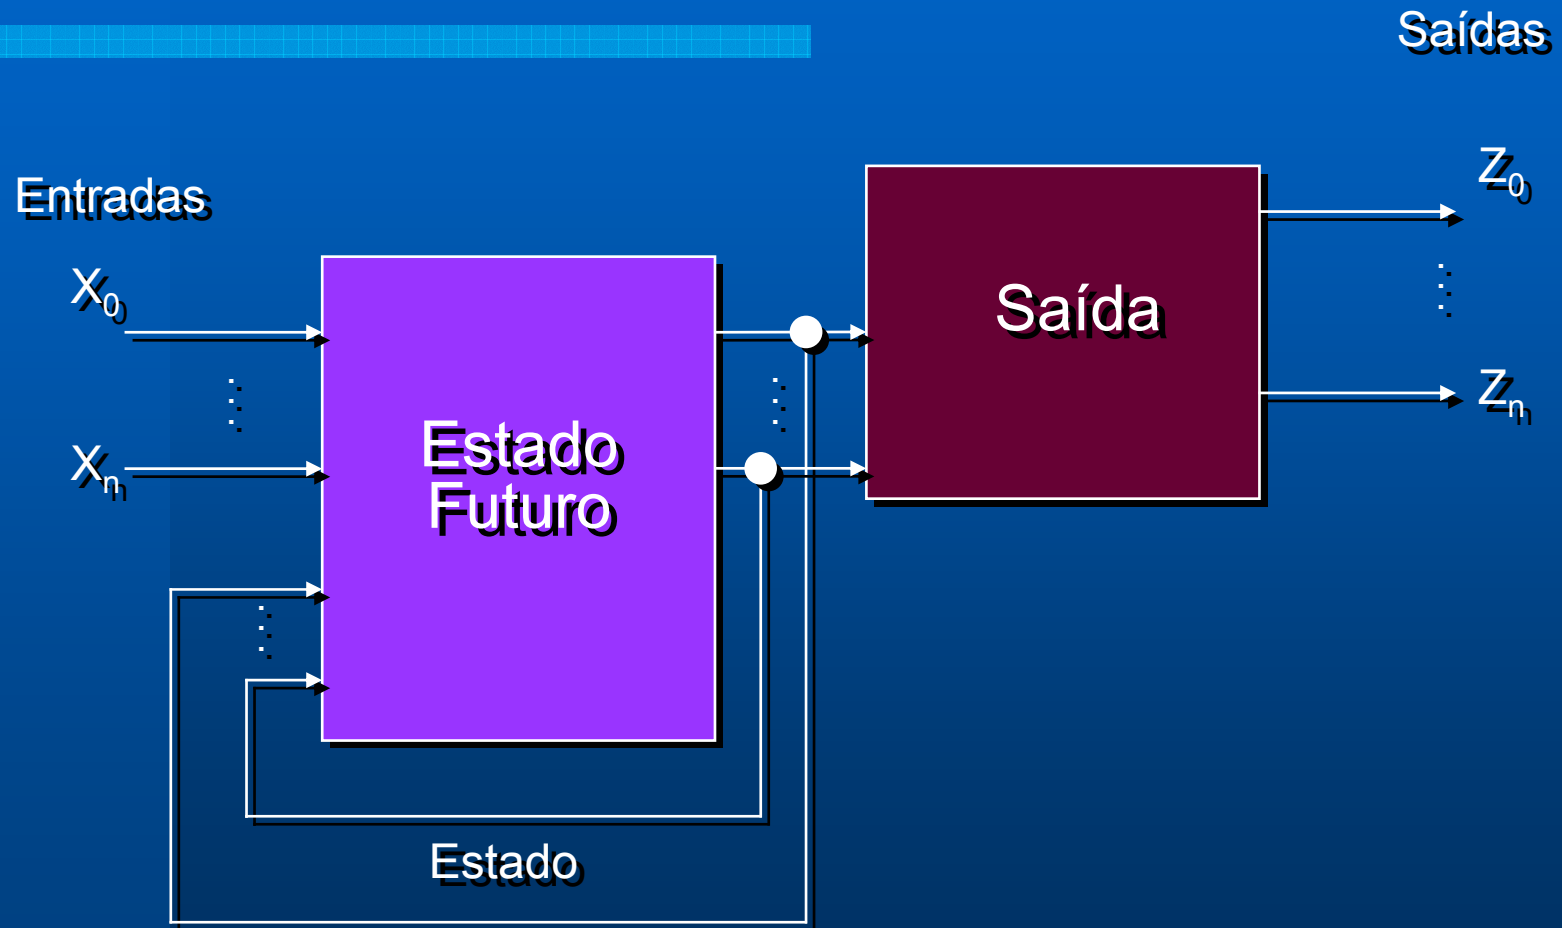 Saídas
Entradas
X0
Xn
Estado
Futuro
Saída
Z0
Zn
Estado